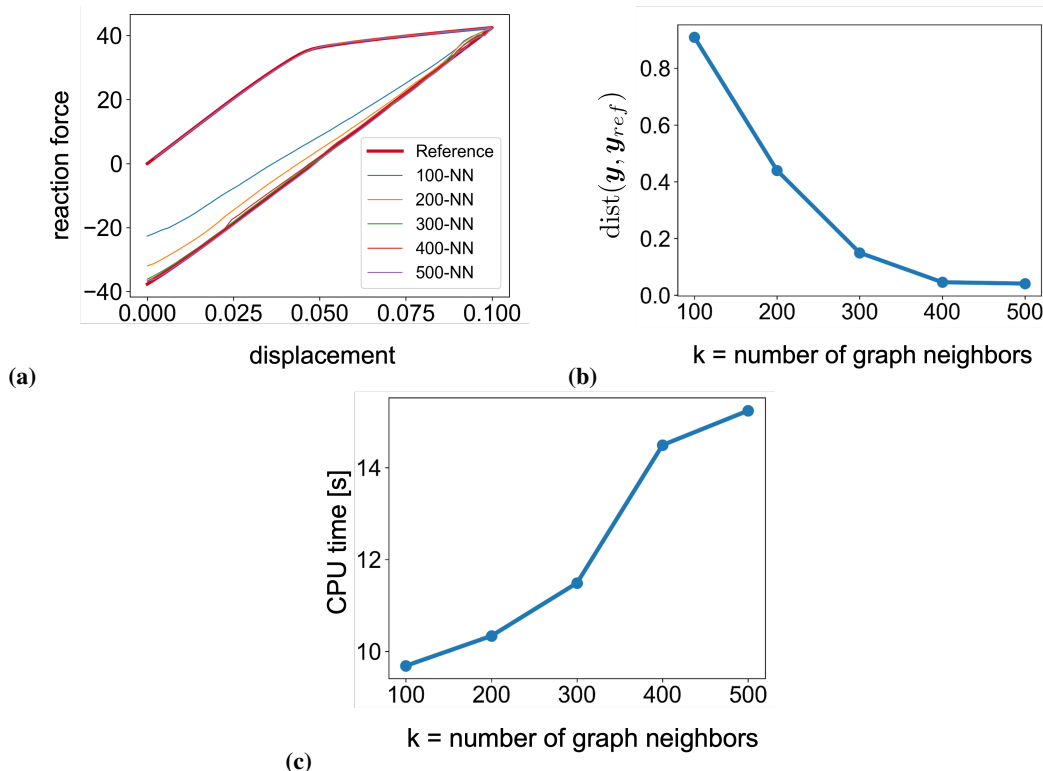 40
20
0
−20
−40
reaction force
Reference
100-NN
200-NN
300-NN
400-NN
500-NN
0.000 0.025 0.050 0.075 0.100
displacement
(a)
0.8
0.6
0.4
0.2
0.0
dist(y, y_ref)
100 200 300 400 500
k = number of graph neighbors
(b)
14
12
10
CPU time [s]
100 200 300 400 500
k = number of graph neighbors
(c)